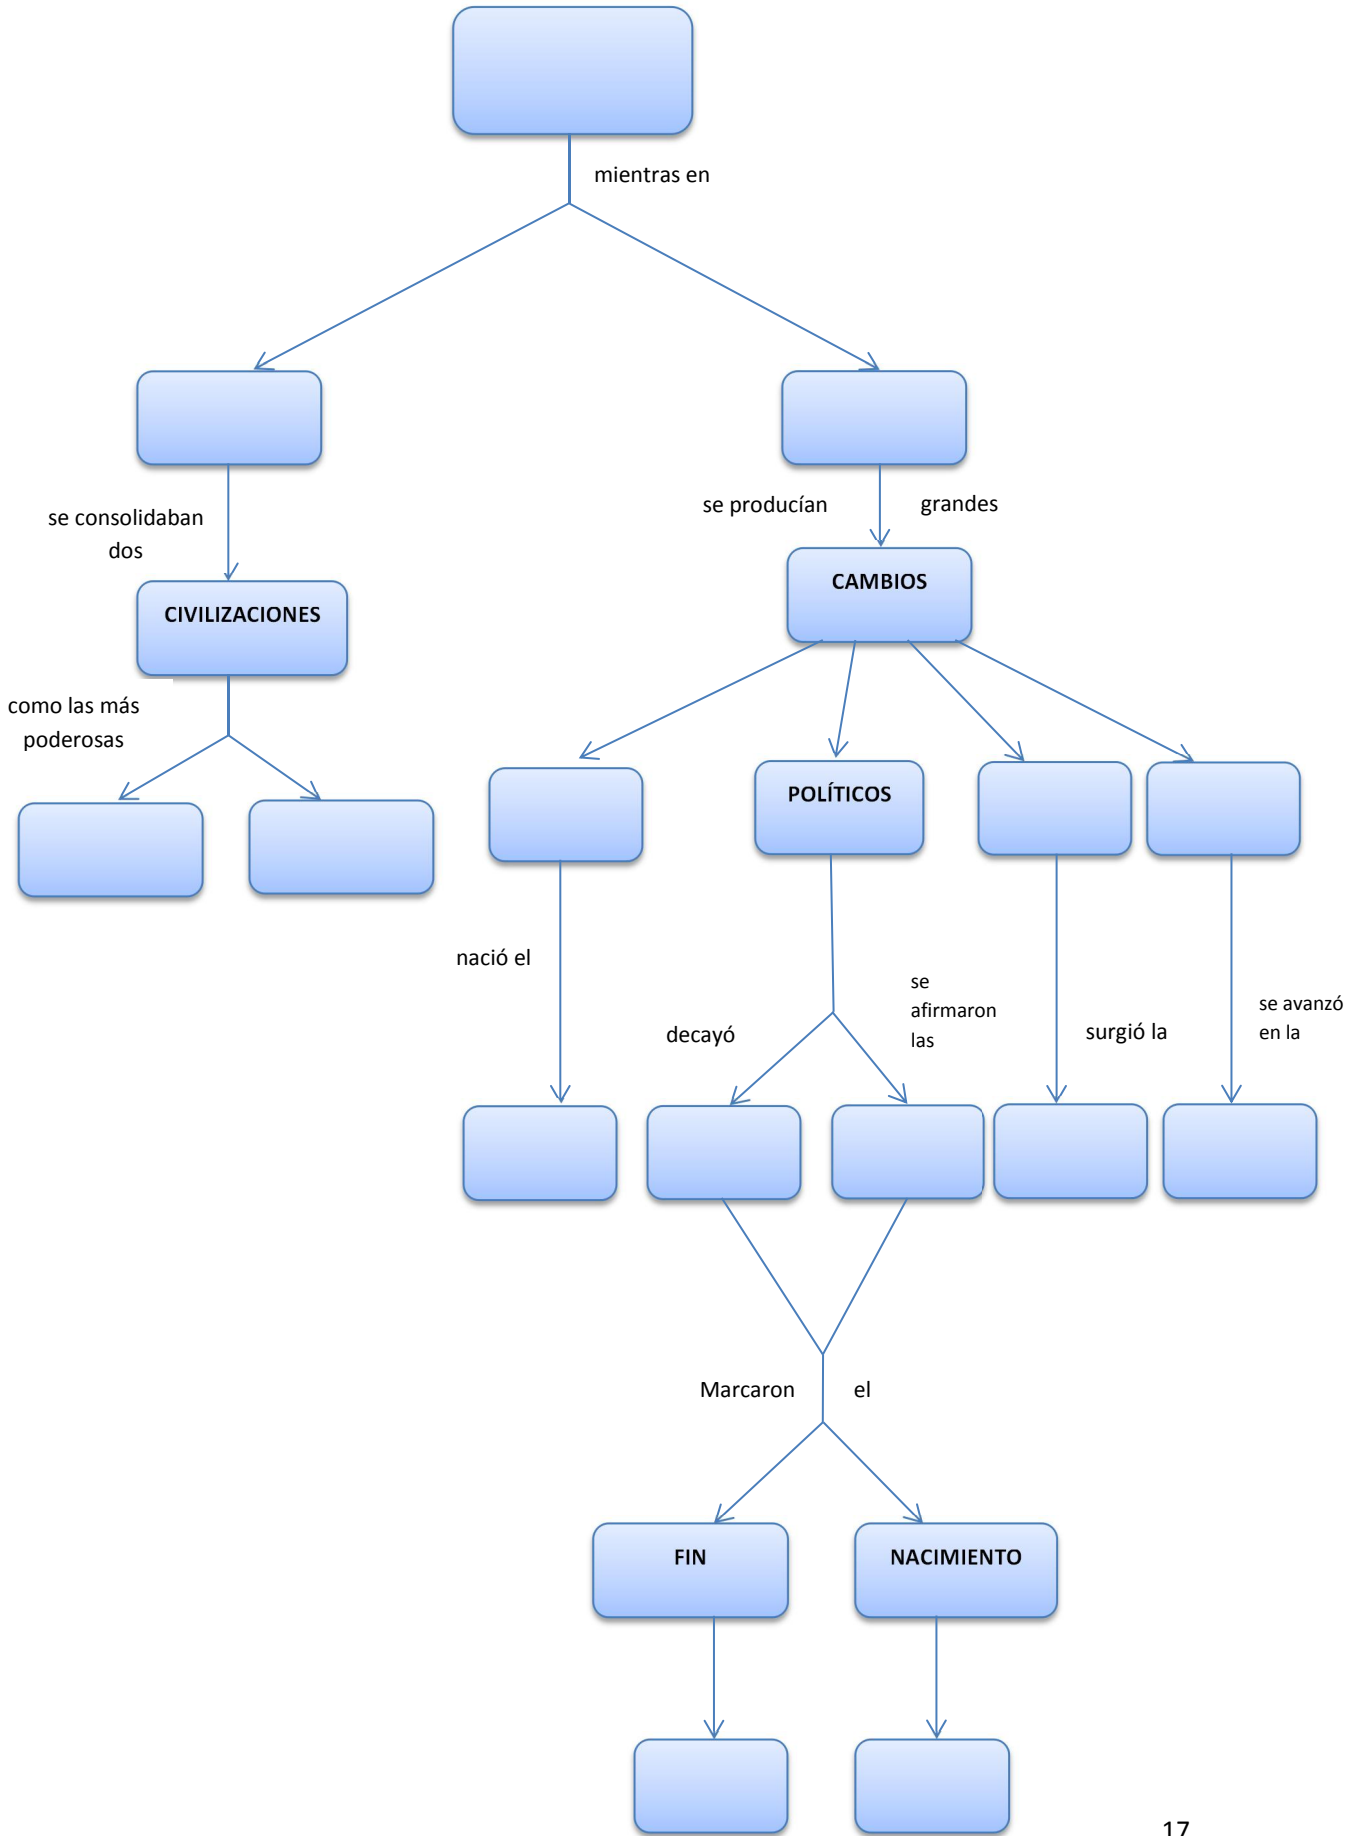 mientras en
se consolidaban
dos
se producían grandes
CIVILIZACIONES
CAMBIOS
como las más
poderosas
POLÍTICOS
nació el
decayó
se
afirmaron
las
surgió la
se avanzó
en la
Marcaron el
FIN
NACIMIENTO
17